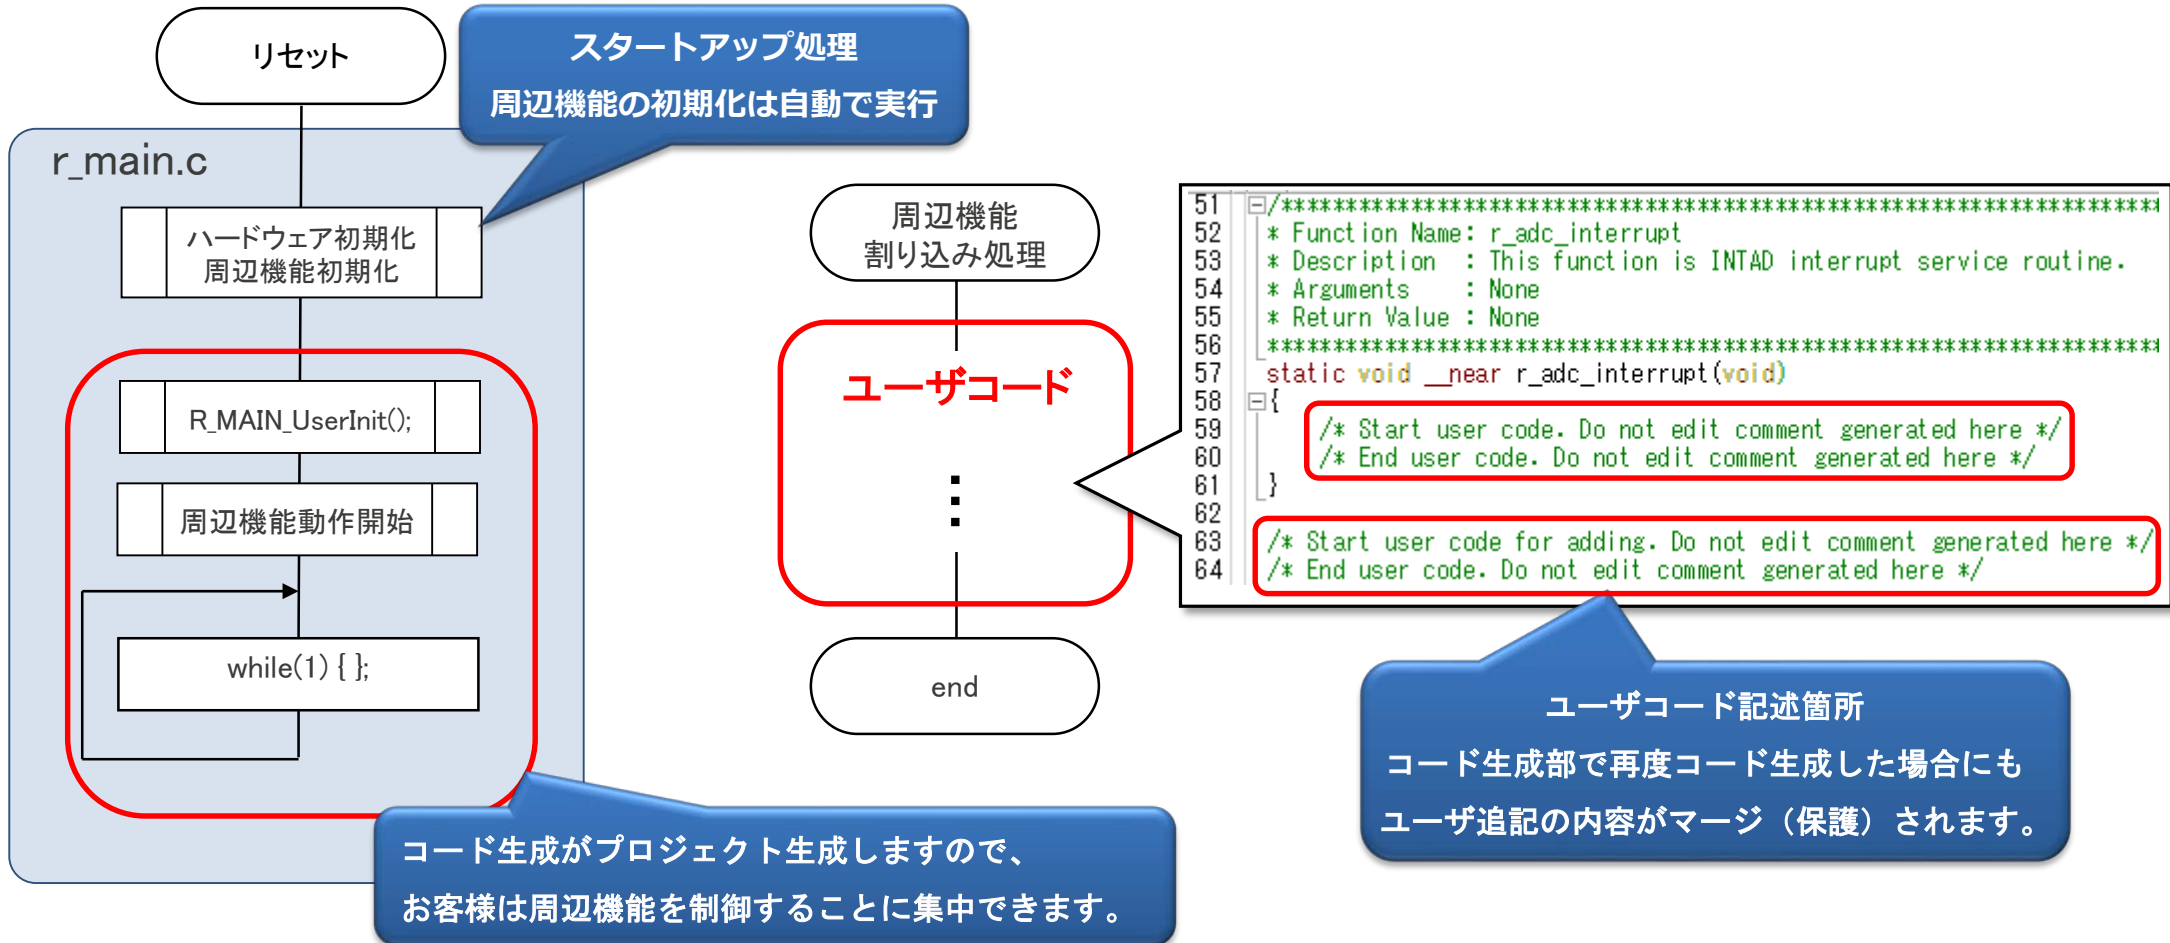 リセット
スタートアップ処理
周辺機能の初期化は自動で実行
r_main.c
ハードウェア初期化
周辺機能初期化
R_MAIN_UserInit();
周辺機能動作開始
while(1) { };
コード生成がプロジェクト生成しますので、
お客様は周辺機能を制御することに集中できます。
周辺機能
割り込み処理
ユーザコード
⋮
end
51 /*******************************************************************
52 * Function Name: r_adc_interrupt
53 * Description  : This function is INTAD interrupt service routine.
54 * Arguments    : None
55 * Return Value : None
56 ********************************************************************
57 static void __near r_adc_interrupt(void)
58 {
59 /* Start user code. Do not edit comment generated here */
60 /* End user code. Do not edit comment generated here */
61 }
62
63 /* Start user code for adding. Do not edit comment generated here */
64 /* End user code. Do not edit comment generated here */
ユーザコード記述箇所
コード生成部で再度コード生成した場合にも
ユーザ追記の内容がマージ（保護）されます。